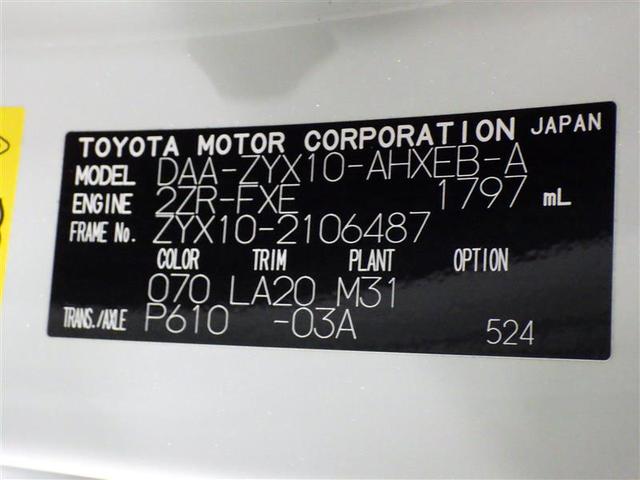 TOYOTA MOTOR CORPORATION JAPAN
MODEL DAA-ZYX10-AHXEB-A
ENGINE 2ZR-FXE 1797 mL
FRAME No. ZYX10-2106487
COLOR TRIM PLANT OPTION
070 LA20 M31
TRANS./AXLE P610 -03A 524